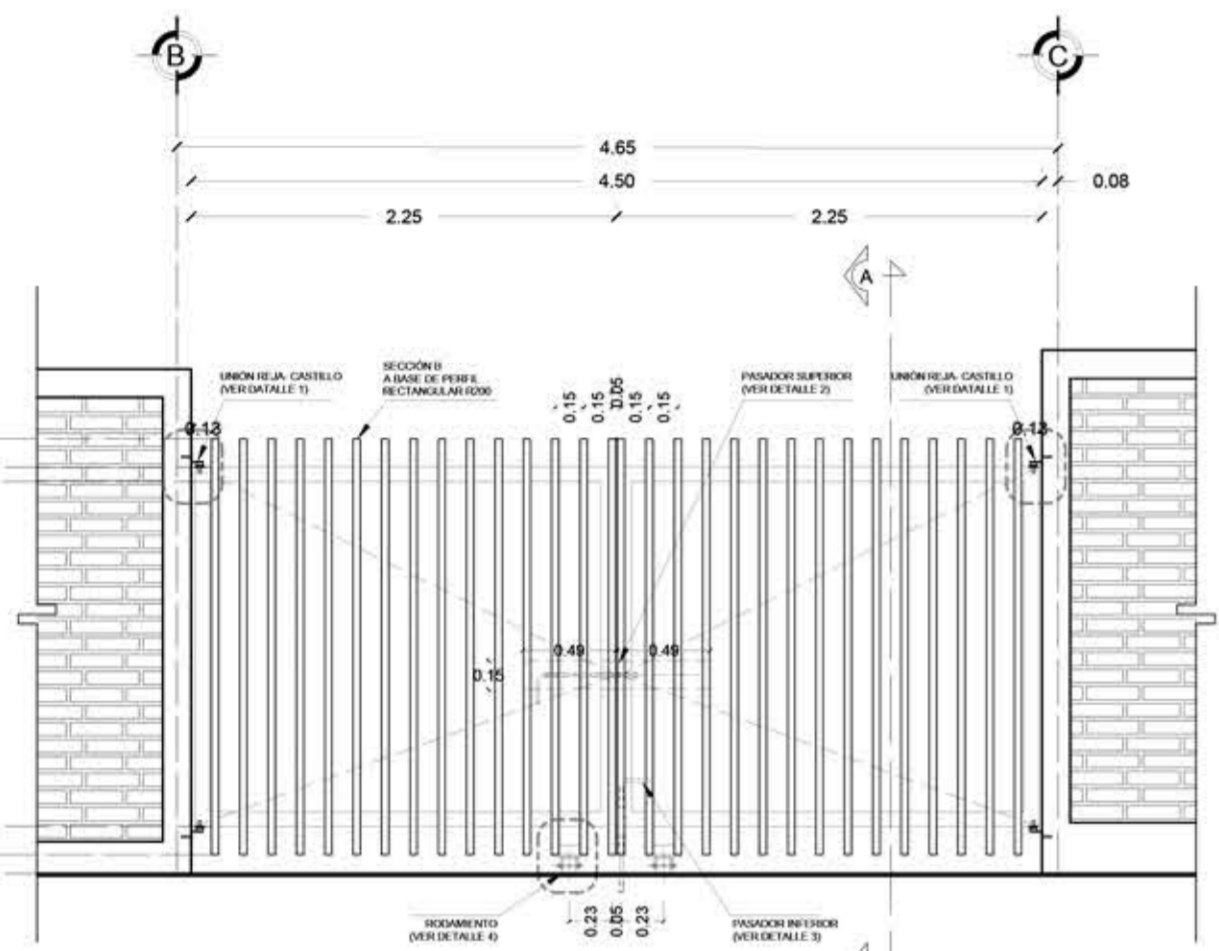 B
C
4.65
4.50
0.08
2.25
2.25
A
UNIÓN REJA- CASTILLO
(VER DATALLE 1)
SECCIÓN B
A BASE DE PERFIL
RECTANGULAR R200
0.15
0.15
0.05
0.15
0.15
PASADOR SUPERIOR
(VER DETALLE 2)
UNIÓN REJA- CASTILLO
(VER DATALLE 1)
0.13
0.13
0.49
0.49
0.15
RODAMIENTO
(VER DETALLE 4)
0.23
0.05
0.23
PASADOR INFERIOR
(VER DETALLE 3)